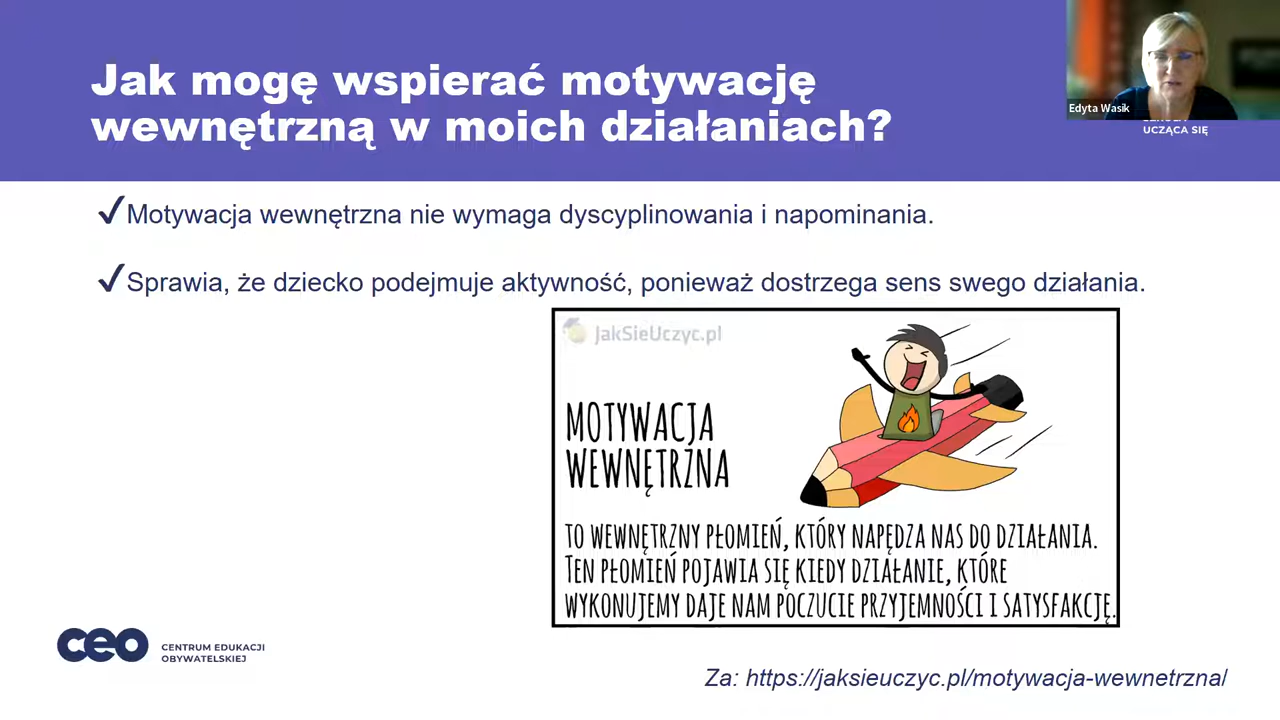 Jak mogę wspierać motywację
wewnętrzną w moich działaniach?
Edyta Wasik
UCZĄCA SIĘ
✓Motywacja wewnętrzna nie wymaga dyscyplinowania i napominania.
✓Sprawia, że dziecko podejmuje aktywność, ponieważ dostrzega sens swego działania.
JakSieUczyc.pl
MOTYWACJA
WEWNĘTRZNA
TO WEWNĘTRZNY PŁOMIEŃ, KTÓRY NAPĘDZA NAS DO DZIAŁANIA.
TEN PŁOMIEŃ POJAWIA SIĘ KIEDY DZIAŁANIE, KTÓRE
WYKONUJEMY DAJE NAM POCZUCIE PRZYJEMNOŚCI I SATYSFAKCJĘ.
ceo
CENTRUM EDUKACJI
OBYWATELSKIEJ
Za: https://jaksieuczyc.pl/motywacja-wewnetrzna/